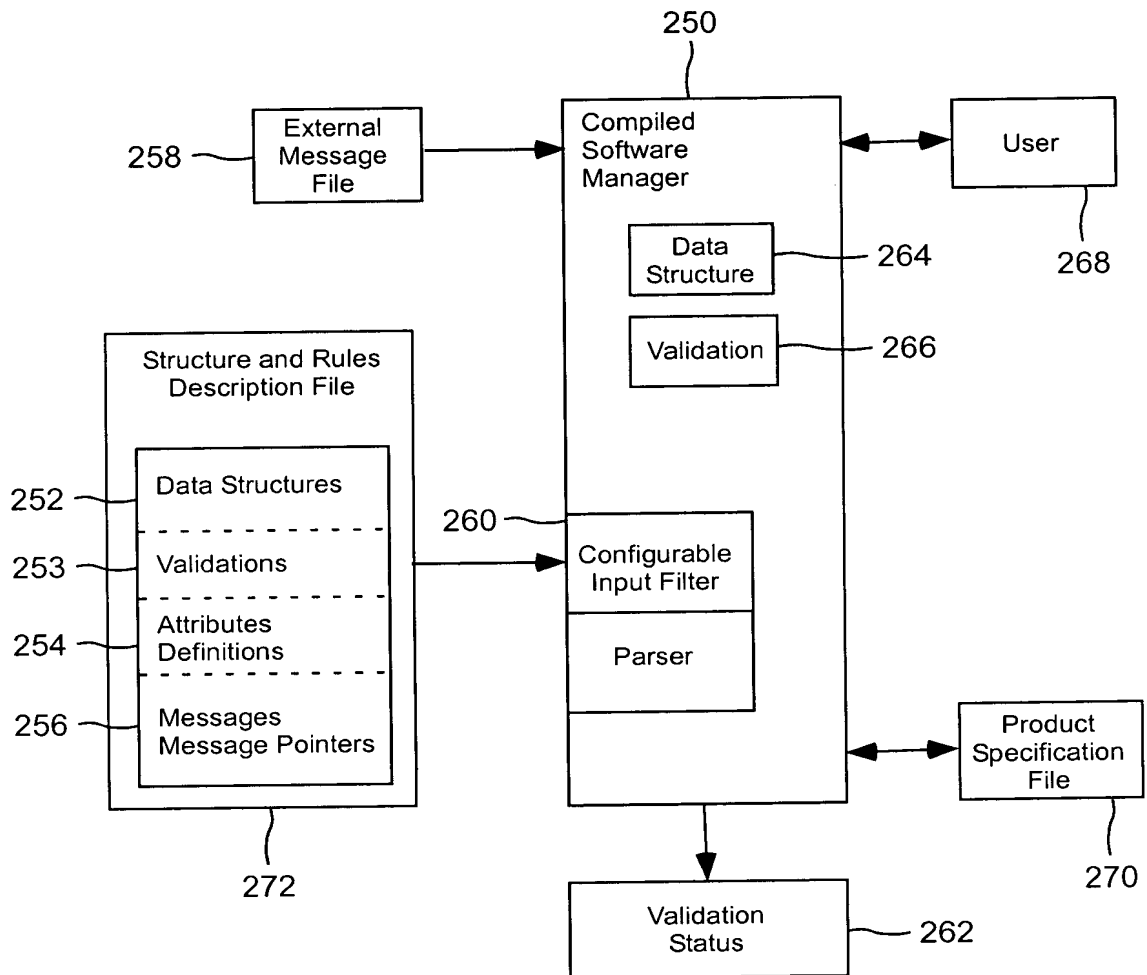 250
External
Message
File
258
Compiled
Software
Manager
User
268
Data
Structure
264
Validation
266
Structure and Rules
Description File
Data Structures
252
Validations
253
Attributes
Definitions
254
Messages
Message Pointers
256
272
260
Configurable
Input Filter
Parser
Product
Specification
File
270
Validation
Status
262